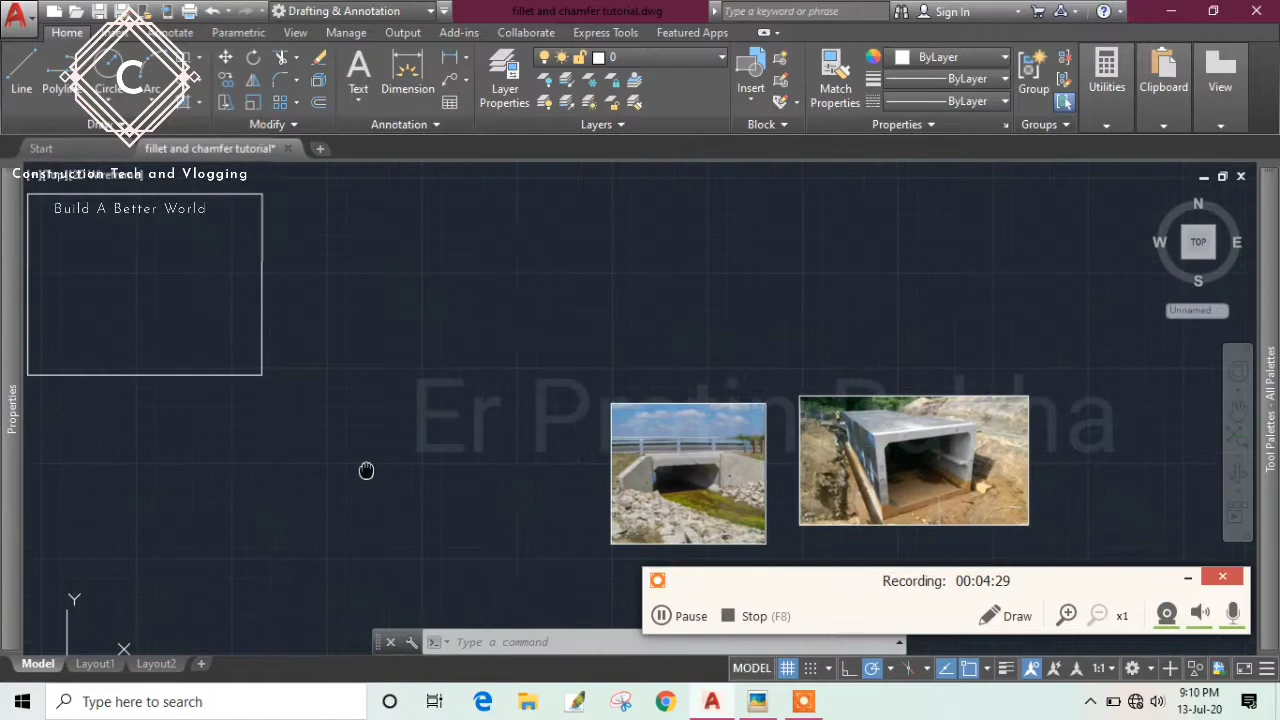 Drafting & Annotation
fillet and chamfer tutorial.dwg
Type a keyword or phrase
Sign In
Home
Annotate
Parametric
View
Manage
Output
Add-ins
Collaborate
Express Tools
Featured Apps
Line
Polyline
Circle
Arc
Text
Dimension
Layer Properties
0
Insert
Match Properties
ByLayer
ByLayer
ByLayer
Group
Utilities
Clipboard
View
Modify
Annotation
Layers
Block
Properties
Groups
C
Start
fillet and chamfer tutorial*
Construction Tech and Vlogging
Build A Better World
N
W
TOP
E
S
Unnamed
Properties
Tool Palettes - All Palettes
Recording: 00:04:29
Pause
Stop (F8)
Draw
x1
Y
X
Type a command
Model
Layout1
Layout2
MODEL
1:1
Type here to search
A
9:10 PM
13-Jul-20